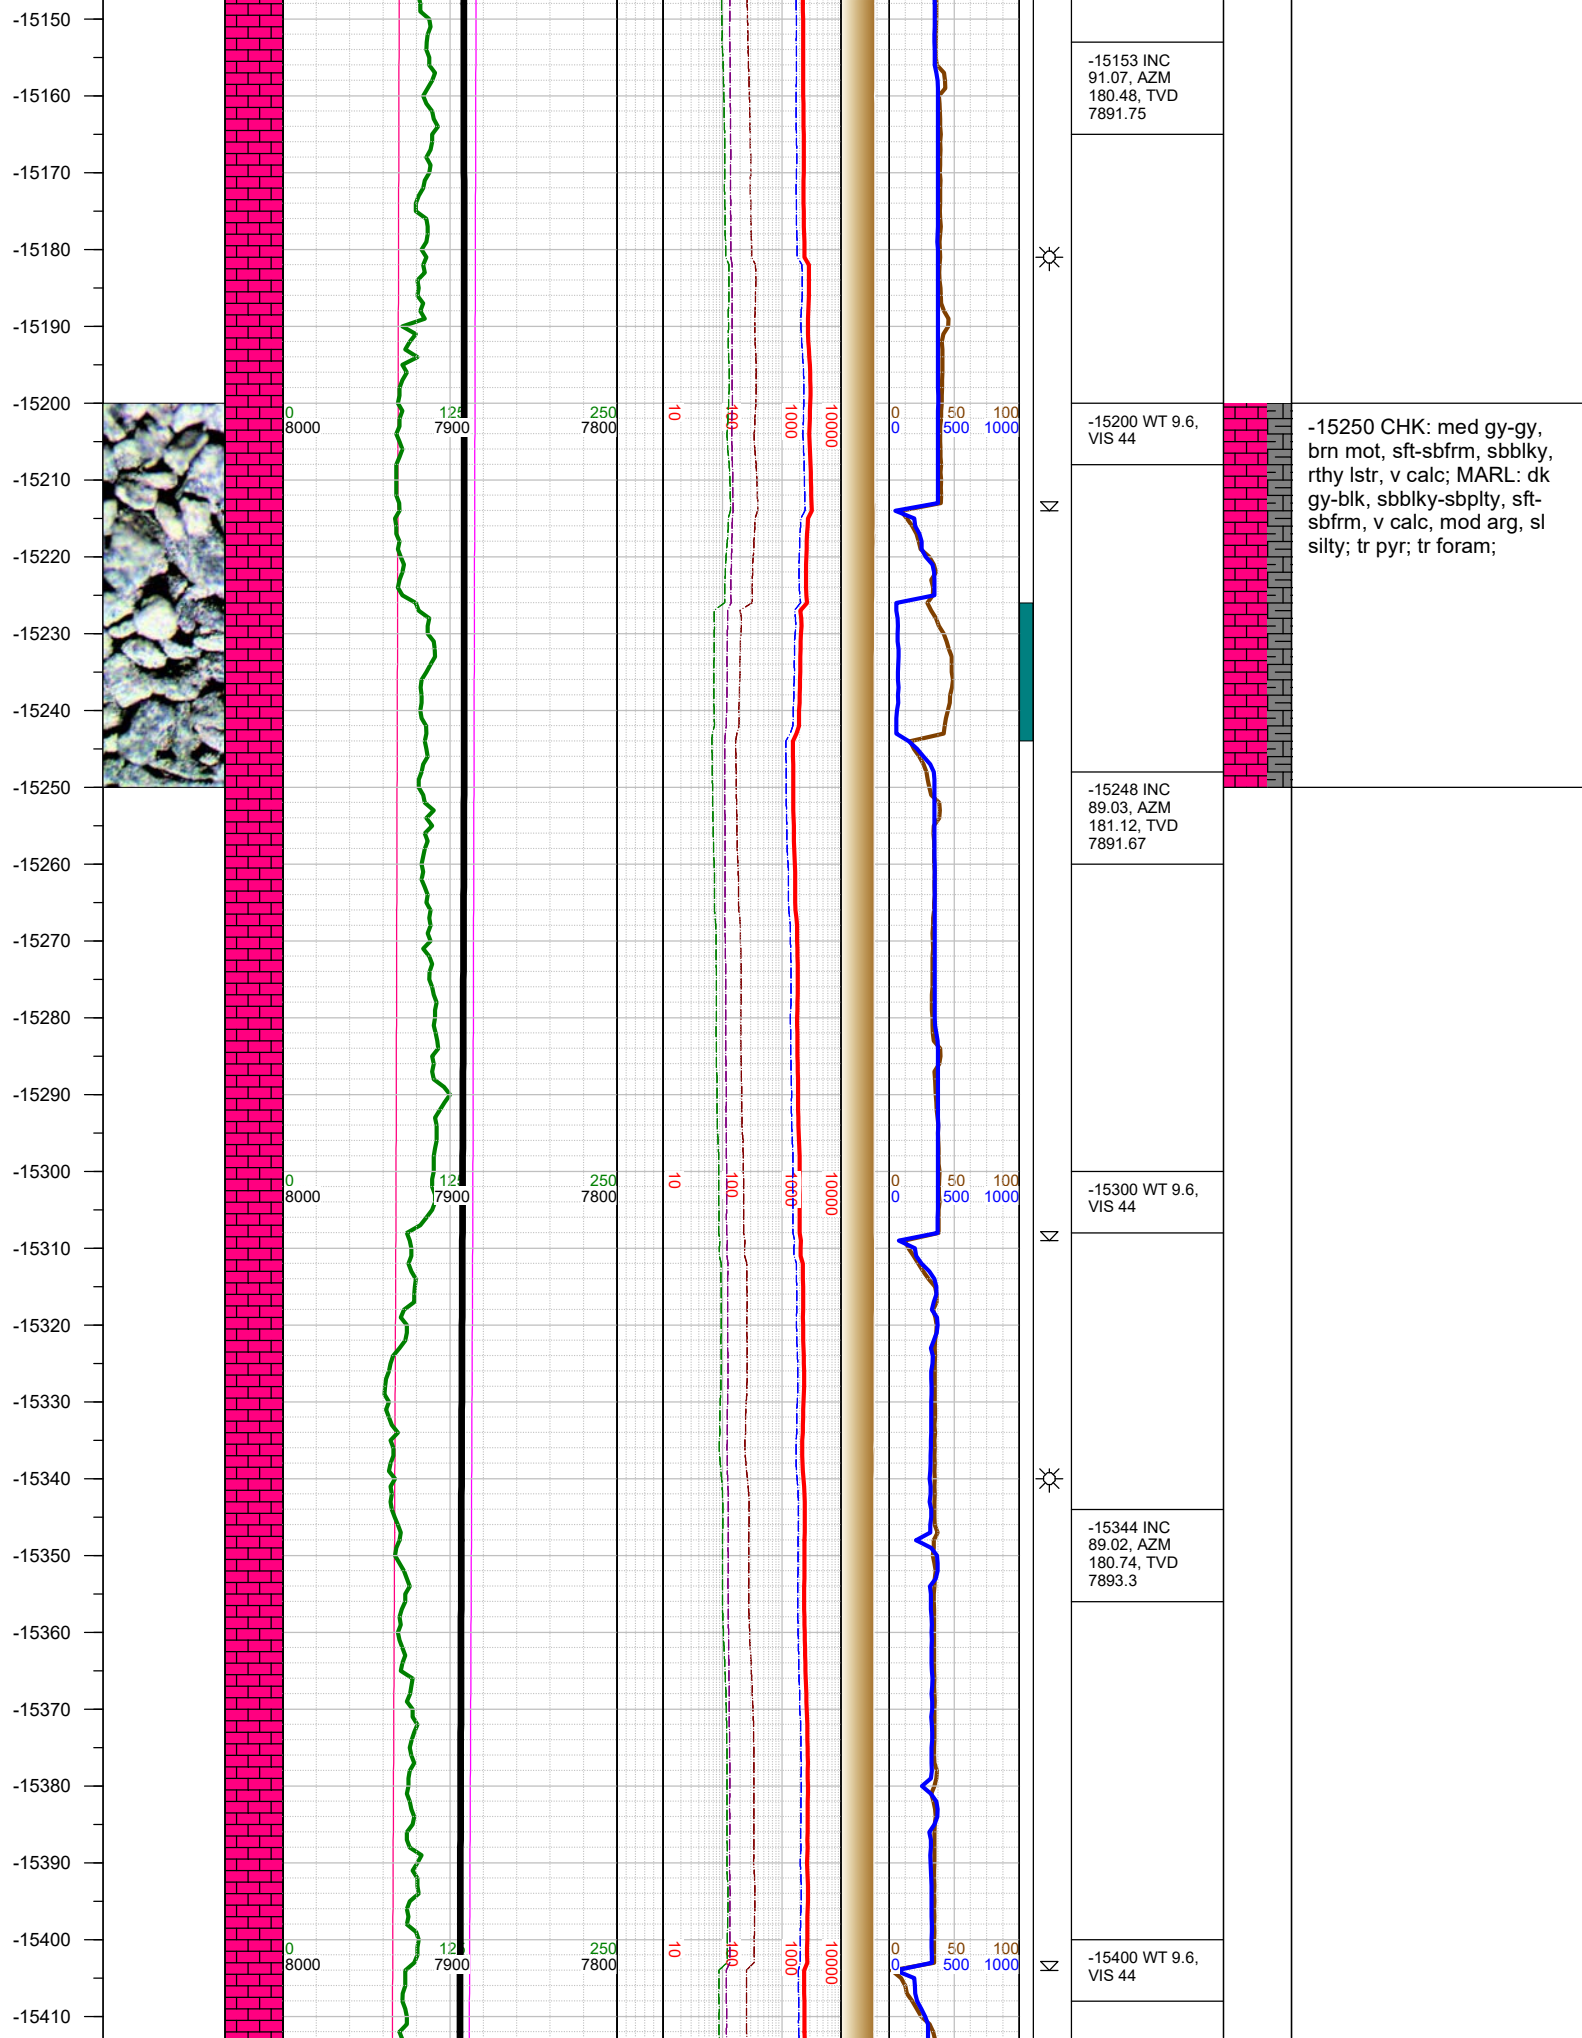 -15150
-15153 INC
91.07, AZM
180.48, TVD
7891.75
-15160
-15170
-15180
-15190
-15200
0 125 250
8000 7900 7800
10 100 1000 10000
0 50 100
0 500 1000
-15200 WT 9.6,
VIS 44
-15250 CHK: med gy-gy,
brn mot, sft-sbfrm, sbblky,
rthy lstr, v calc; MARL: dk
gy-blk, sbblky-sbplty, sft-
sbfrm, v calc, mod arg, sl
silty; tr pyr; tr foram;
-15210
-15220
-15230
-15240
-15250
-15248 INC
89.03, AZM
181.12, TVD
7891.67
-15260
-15270
-15280
-15290
-15300
0 125 250
8000 7900 7800
10 100 1000 10000
0 50 100
0 500 1000
-15300 WT 9.6,
VIS 44
-15310
-15320
-15330
-15340
-15344 INC
89.02, AZM
180.74, TVD
7893.3
-15350
-15360
-15370
-15380
-15390
-15400
0 125 250
8000 7900 7800
10 100 1000 10000
0 50 100
0 500 1000
-15400 WT 9.6,
VIS 44
-15410